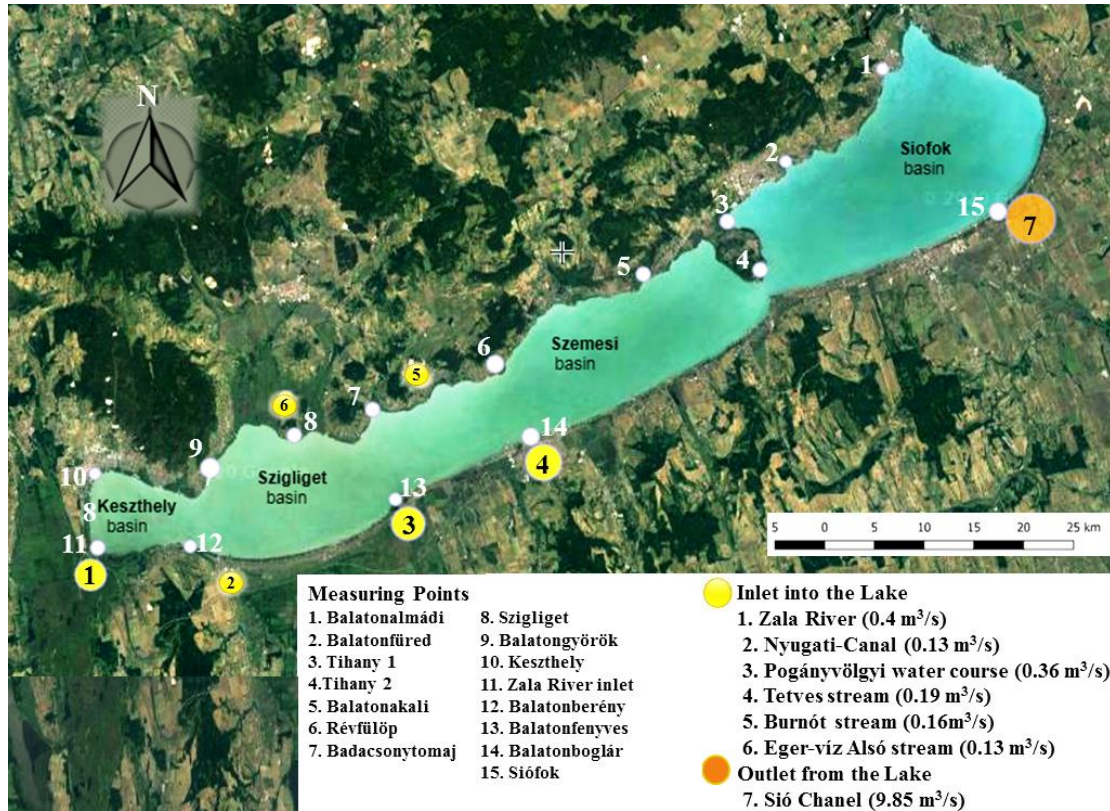 N
1
2
Siofok
basin
3
15
7
4
5
Szemesi
basin
6
5
7
6
8
14
9
4
Szigliget
basin
10
13
8
Keszthely
basin
3
11
12
1
2
5 0 5 10 15 20 25 km
Measuring Points
1. Balatonalmádi
2. Balatonfüred
3. Tihany 1
4.Tihany 2
5. Balatonakali
6. Révfülöp
7. Badacsonytomaj
8. Szigliget
9. Balatongyörök
10. Keszthely
11. Zala River inlet
12. Balatonberény
13. Balatonfenyves
14. Balatonboglár
15. Siófok
Inlet into the Lake
1. Zala River (0.4 m³/s)
2. Nyugati-Canal (0.13 m³/s)
3. Pogányvölgyi water course (0.36 m³/s)
4. Tetves stream (0.19 m³/s)
5. Burnót stream (0.16m³/s)
6. Eger-víz Alsó stream (0.13 m³/s)
Outlet from the Lake
7. Sió Chanel (9.85 m³/s)